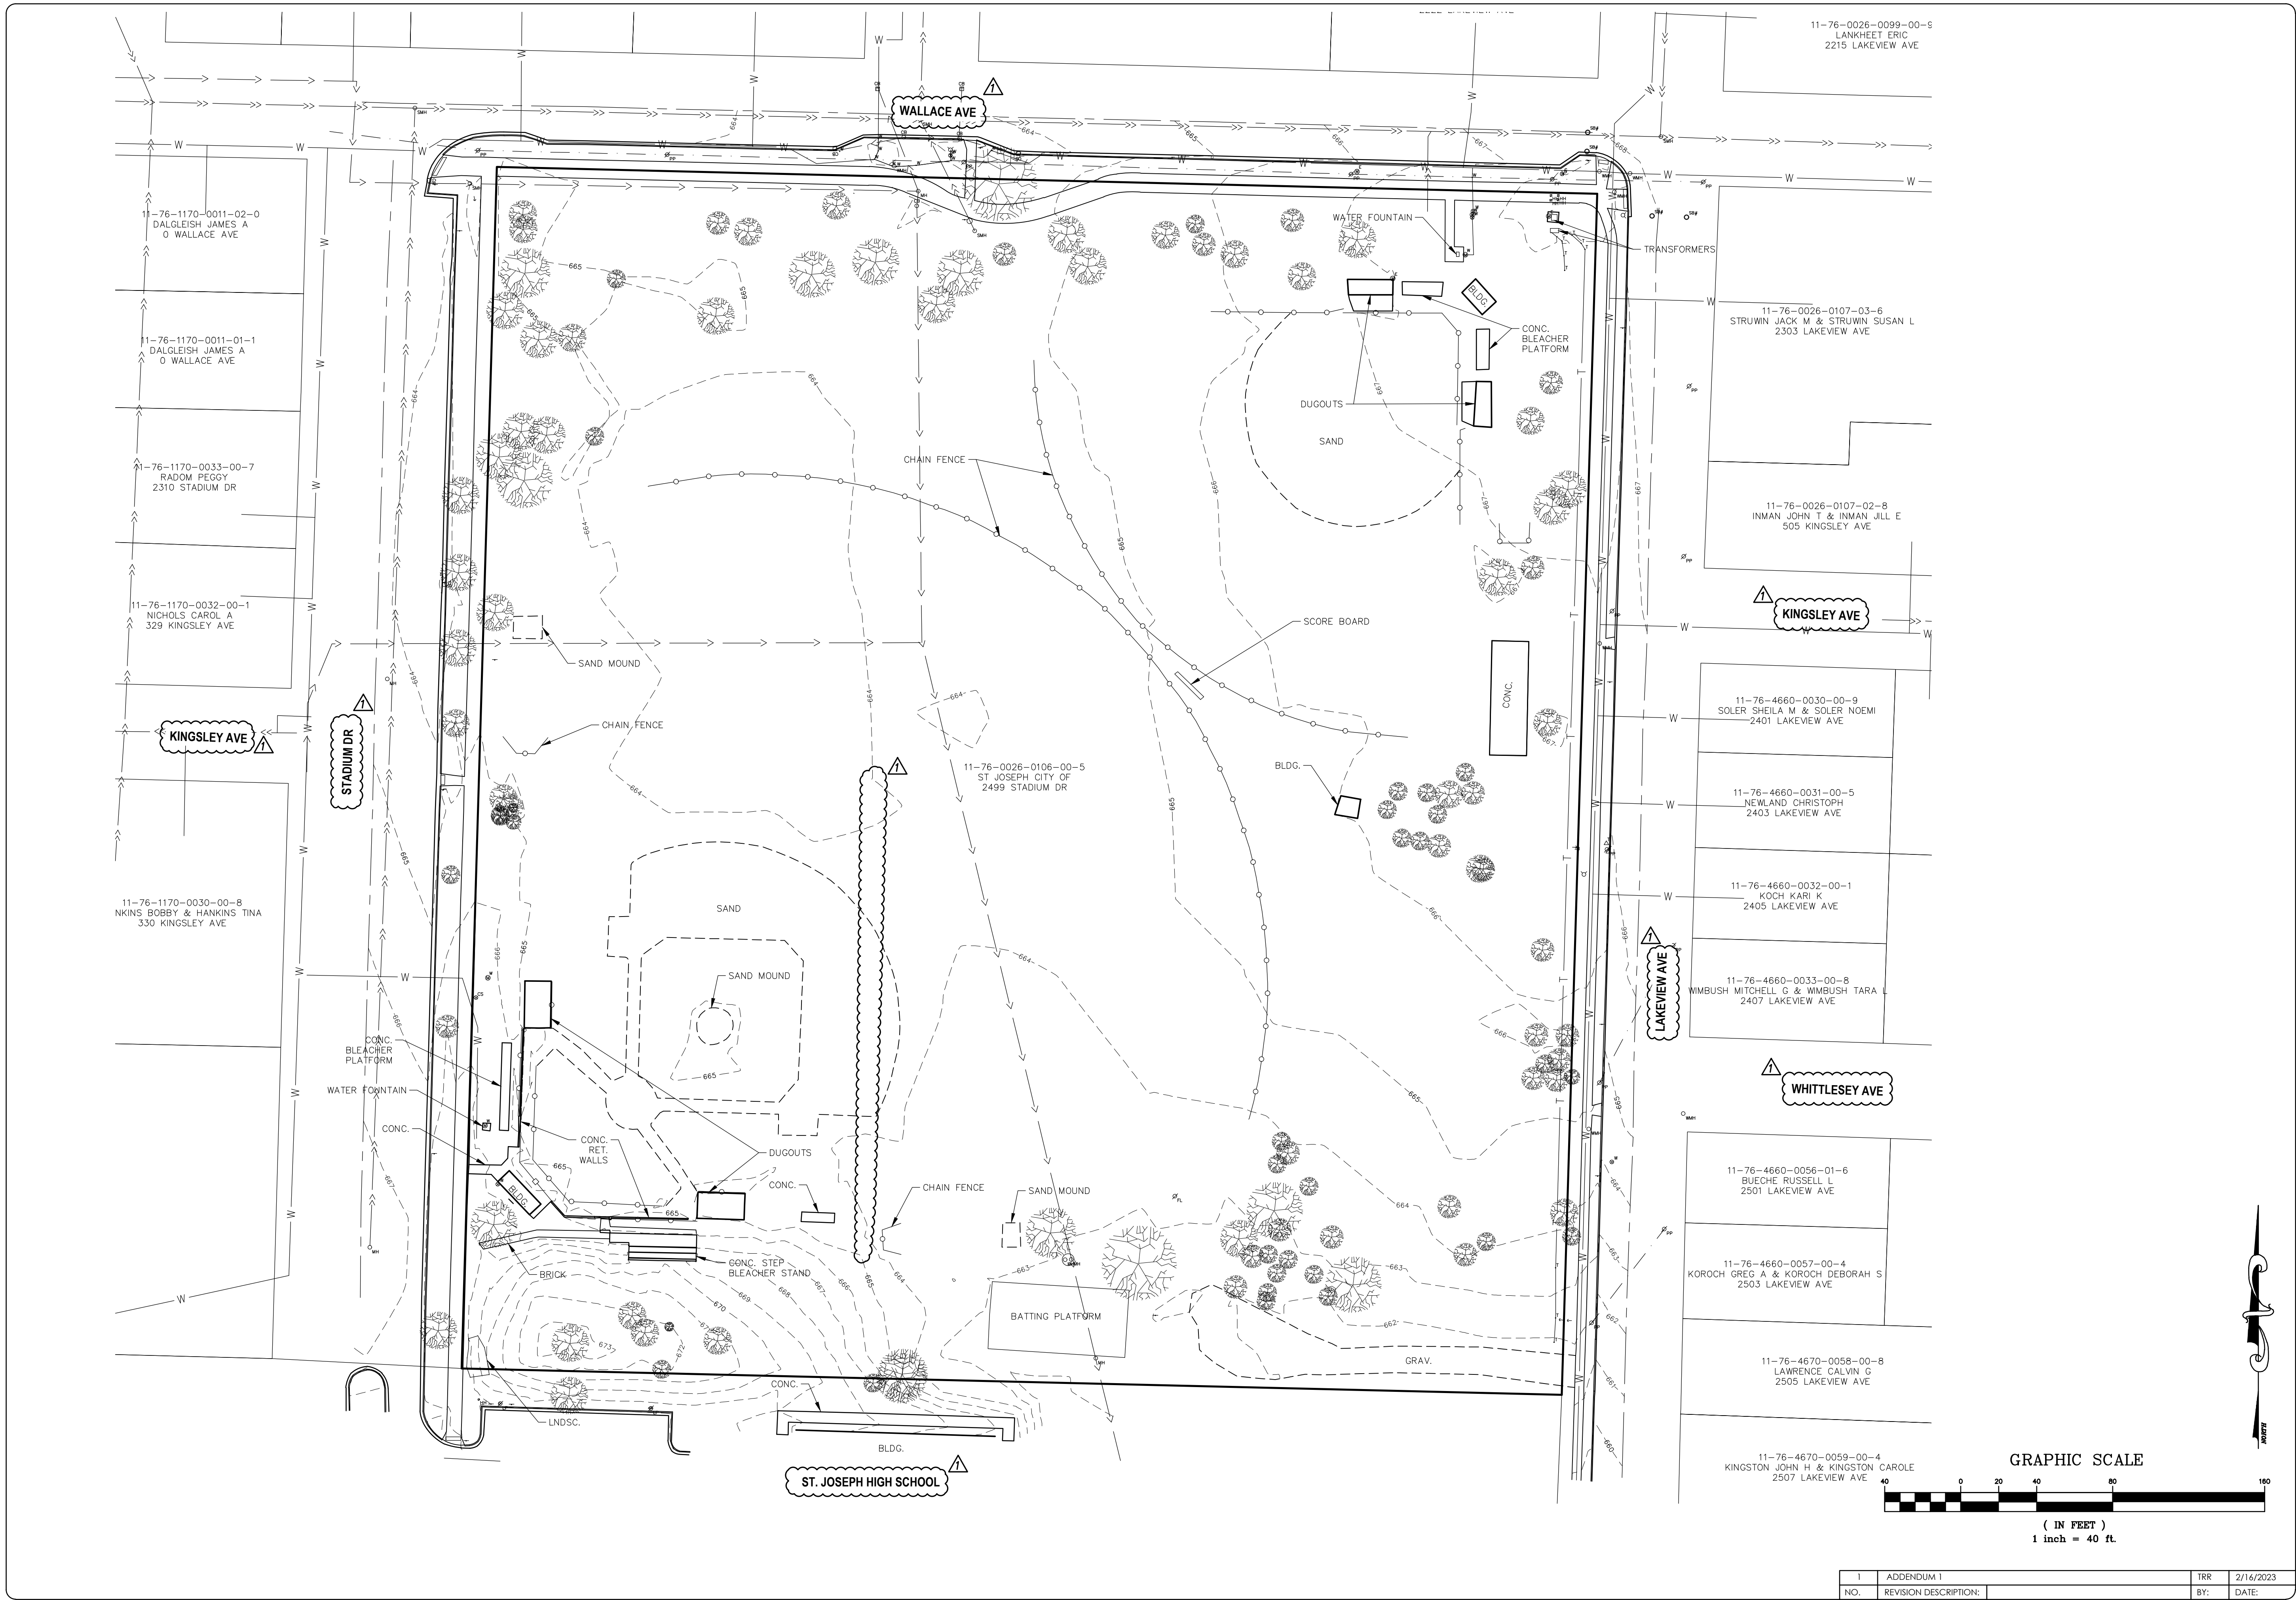 11-76-0026-0099-00-9
LANKHEET ERIC
2215 LAKEVIEW AVE
WALLACE AVE
1
11-76-1170-0011-02-0
DALGLEISH JAMES A
0 WALLACE AVE
WATER FOUNTAIN
TRANSFORMERS
BLDG.
CONC.
BLEACHER
PLATFORM
11-76-0026-0107-03-6
STRUWIN JACK M & STRUWIN SUSAN L
2303 LAKEVIEW AVE
11-76-1170-0011-01-1
DALGLEISH JAMES A
0 WALLACE AVE
DUGOUTS
SAND
CHAIN FENCE
11-76-1170-0033-00-7
RADOM PEGGY
2310 STADIUM DR
11-76-0026-0107-02-8
INMAN JOHN T & INMAN JILL E
505 KINGSLEY AVE
1
KINGSLEY AVE
11-76-1170-0032-00-1
NICHOLS CAROL A
329 KINGSLEY AVE
SCORE BOARD
SAND MOUND
CONC.
11-76-4660-0030-00-9
SOLER SHEILA M & SOLER NOEMI
2401 LAKEVIEW AVE
KINGSLEY AVE
1
STADIUM DR
1
CHAIN FENCE
11-76-0026-0106-00-5
ST JOSEPH CITY OF
2499 STADIUM DR
1
BLDG.
11-76-4660-0031-00-5
NEWLAND CHRISTOPH
2403 LAKEVIEW AVE
11-76-4660-0032-00-1
KOCH KARI K
2405 LAKEVIEW AVE
11-76-1170-0030-00-8
NKINS BOBBY & HANKINS TINA
330 KINGSLEY AVE
SAND
SAND MOUND
LAKEVIEW AVE
1
11-76-4660-0033-00-8
WIMBUSH MITCHELL G & WIMBUSH TARA L
2407 LAKEVIEW AVE
CONC.
BLEACHER
PLATFORM
WATER FOUNTAIN
CONC.
CONC.
RET.
WALLS
DUGOUTS
1
WHITTLESEY AVE
BLDG.
CONC.
CHAIN FENCE
SAND MOUND
11-76-4660-0056-01-6
BUECHE RUSSELL L
2501 LAKEVIEW AVE
BRICK
CONC. STEP
BLEACHER STAND
11-76-4660-0057-00-4
KOROCH GREG A & KOROCH DEBORAH S
2503 LAKEVIEW AVE
BATTING PLATFORM
GRAV.
11-76-4670-0058-00-8
LAWRENCE CALVIN G
2505 LAKEVIEW AVE
CONC.
LNDSC.
BLDG.
ST. JOSEPH HIGH SCHOOL
1
11-76-4670-0059-00-4
KINGSTON JOHN H & KINGSTON CAROLE
2507 LAKEVIEW AVE
NORTH
GRAPHIC SCALE
40 0 20 40 80 160
( IN FEET )
1 inch = 40 ft.
1 ADDENDUM 1 TRR 2/16/2023
NO. REVISION DESCRIPTION: BY: DATE: